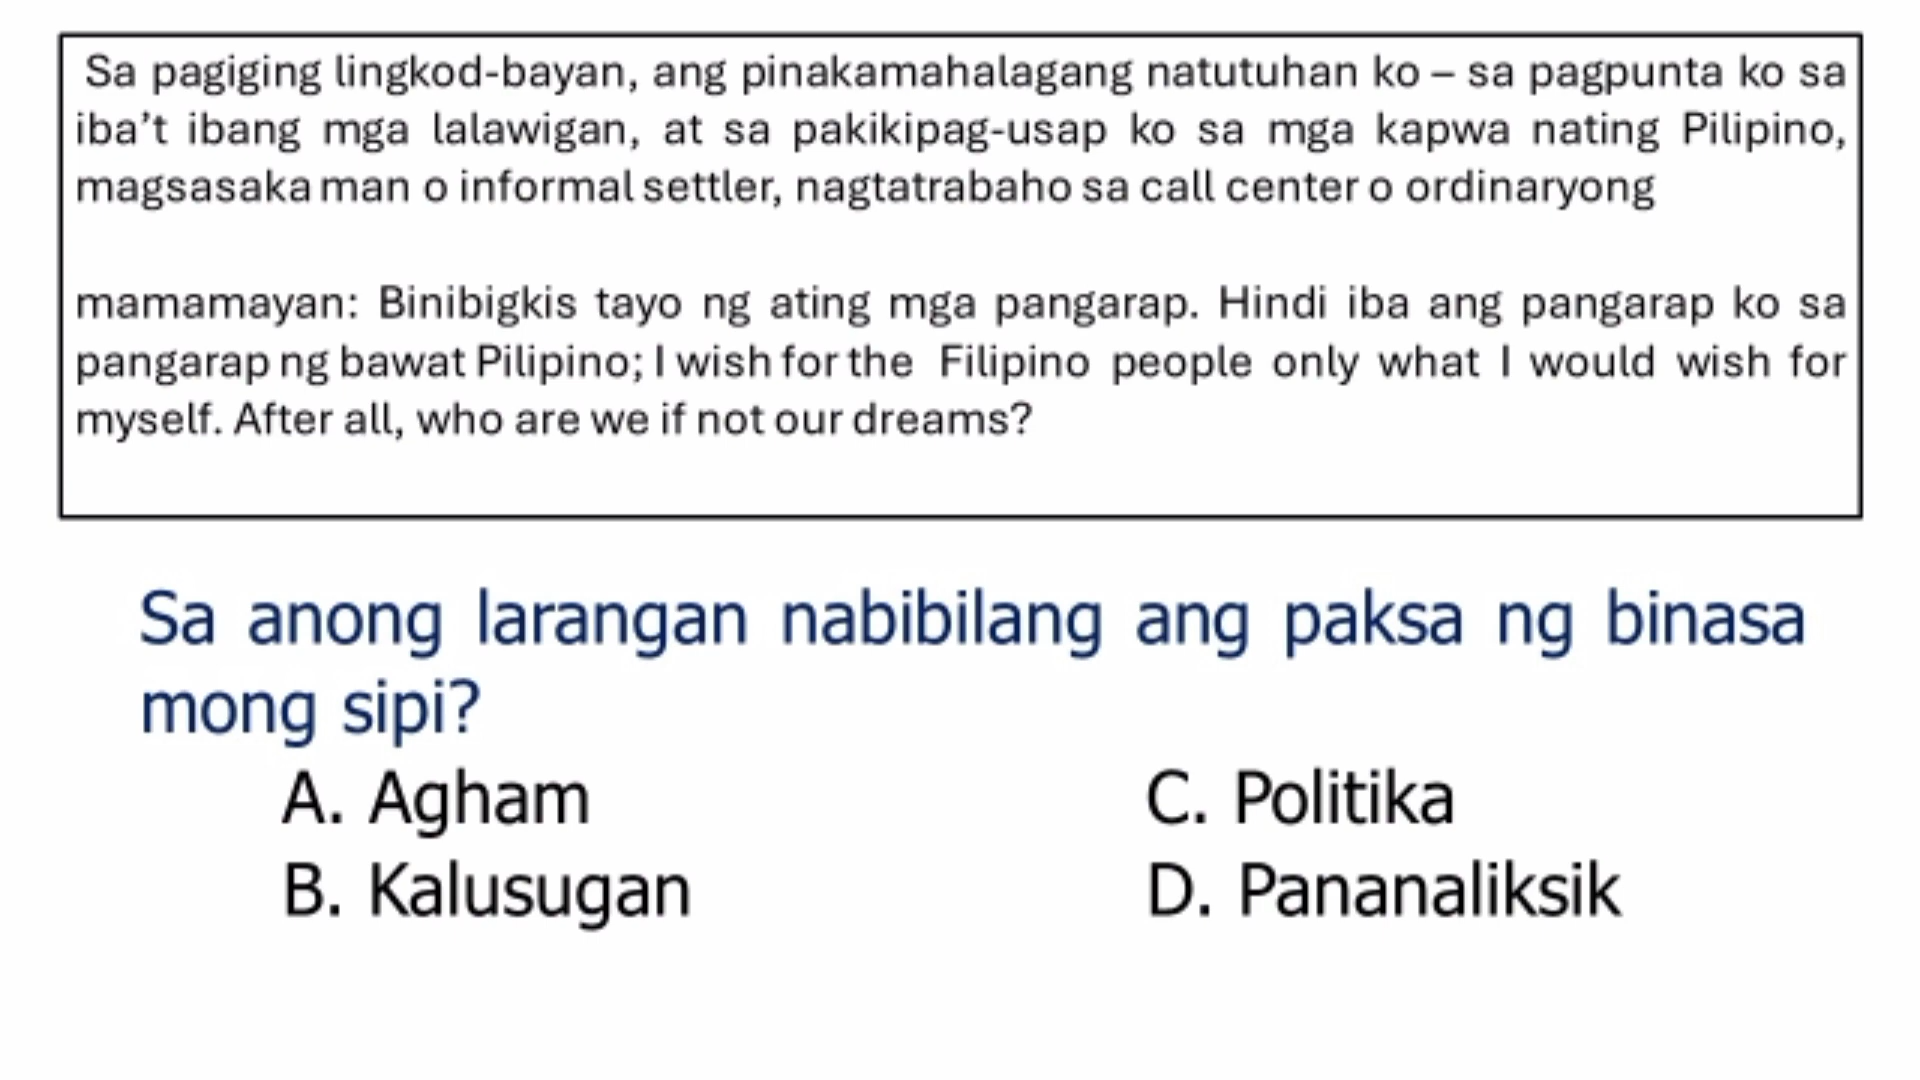 Sa pagiging lingkod-bayan, ang pinakamahalagang natutuhan ko – sa pagpunta ko sa
iba’t ibang mga lalawigan, at sa pakikipag-usap ko sa mga kapwa nating Pilipino,
magsasaka man o informal settler, nagtatrabaho sa call center o ordinaryong
mamamayan: Binibigkis tayo ng ating mga pangarap. Hindi iba ang pangarap ko sa
pangarap ng bawat Pilipino; I wish for the Filipino people only what I would wish for
myself. After all, who are we if not our dreams?
Sa anong larangan nabibilang ang paksa ng binasa
mong sipi?
A. Agham
B. Kalusugan
C. Politika
D. Pananaliksik